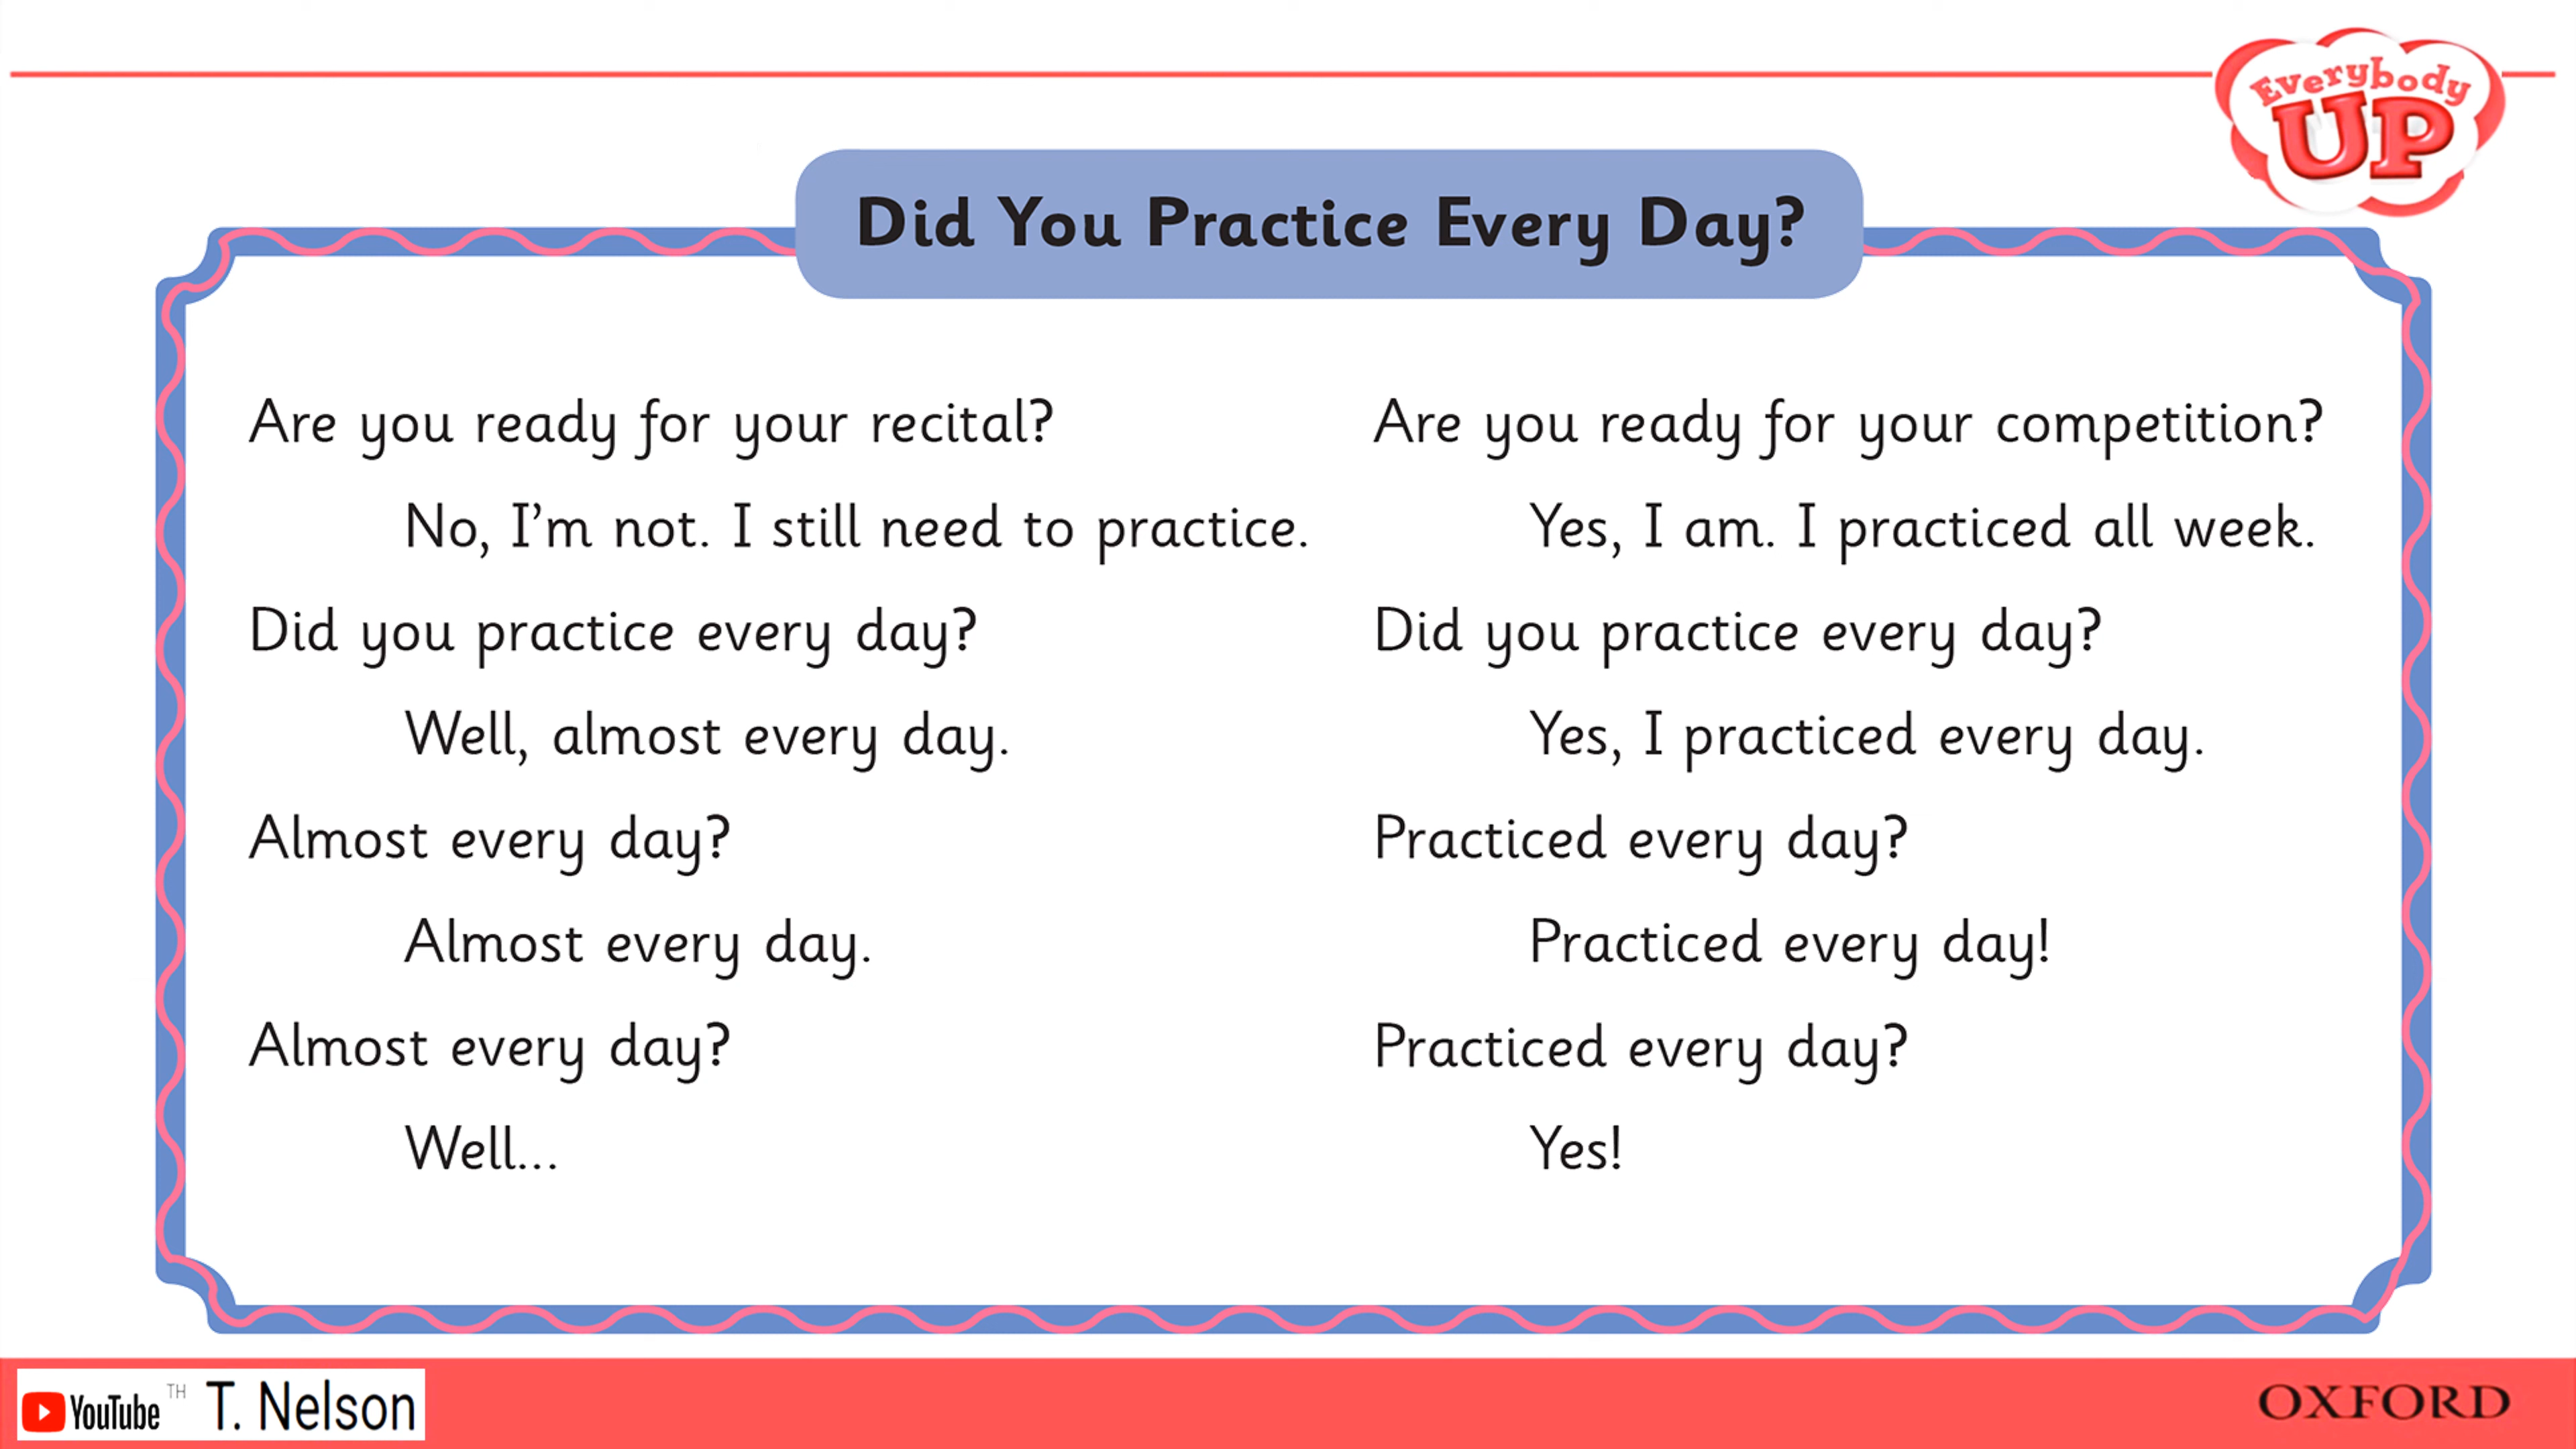 Everybody
UP
Did You Practice Every Day?
Are you ready for your recital?
No, I'm not. I still need to practice.
Did you practice every day?
Well, almost every day.
Almost every day?
Almost every day.
Almost every day?
Well...
Are you ready for your competition?
Yes, I am. I practiced all week.
Did you practice every day?
Yes, I practiced every day.
Practiced every day?
Practiced every day!
Practiced every day?
Yes!
YouTube TH T. Nelson
OXFORD